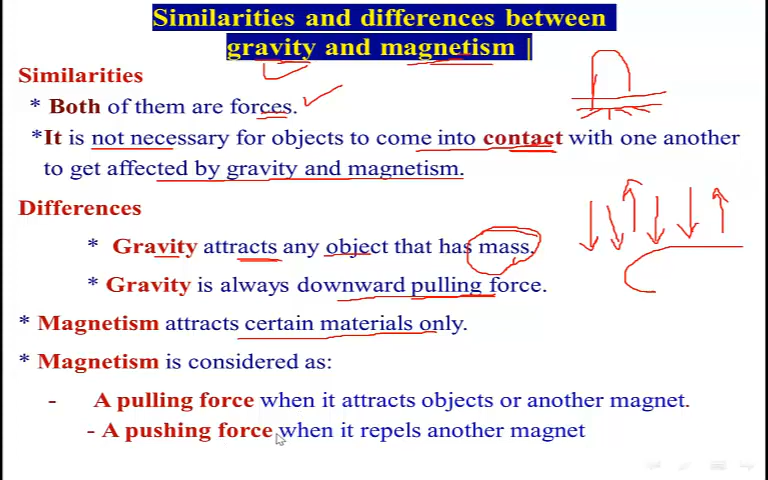 Similarities and differences between
gravity and magnetism |
Similarities
* Both of them are forces.
*It is not necessary for objects to come into contact with one another
to get affected by gravity and magnetism.
Differences
* Gravity attracts any object that has mass.
* Gravity is always downward pulling force.
* Magnetism attracts certain materials only.
* Magnetism is considered as:
- A pulling force when it attracts objects or another magnet.
- A pushing force when it repels another magnet